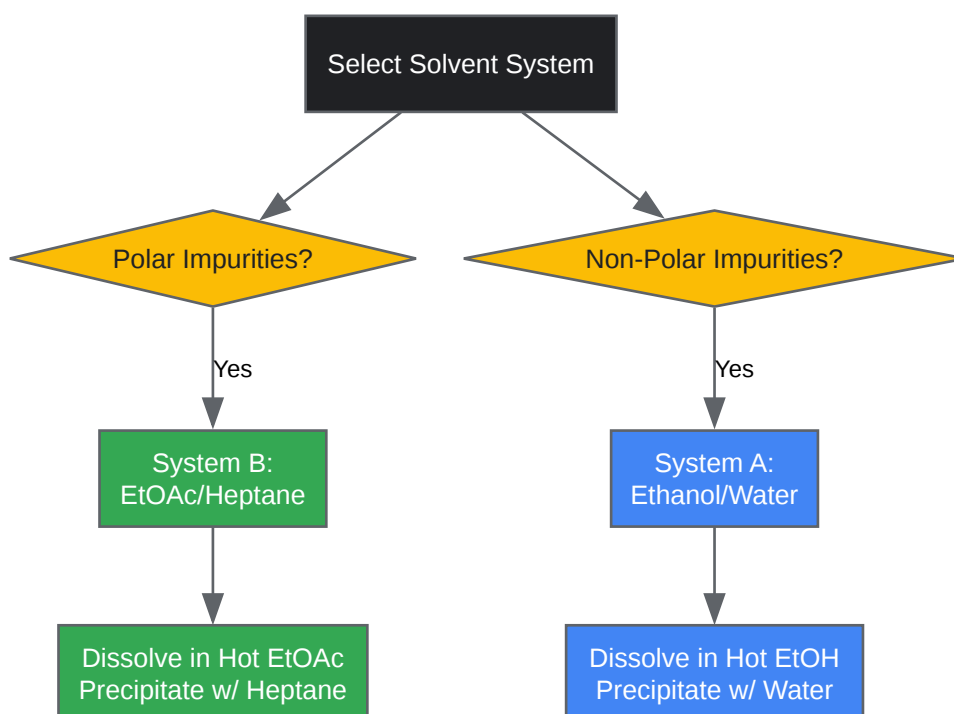 Select Solvent System
Polar Impurities?
Non-Polar Impurities?
Yes
Yes
System B:
EtOAc/Heptane
System A:
Ethanol/Water
Dissolve in Hot EtOAc
Precipitate w/ Heptane
Dissolve in Hot EtOH
Precipitate w/ Water